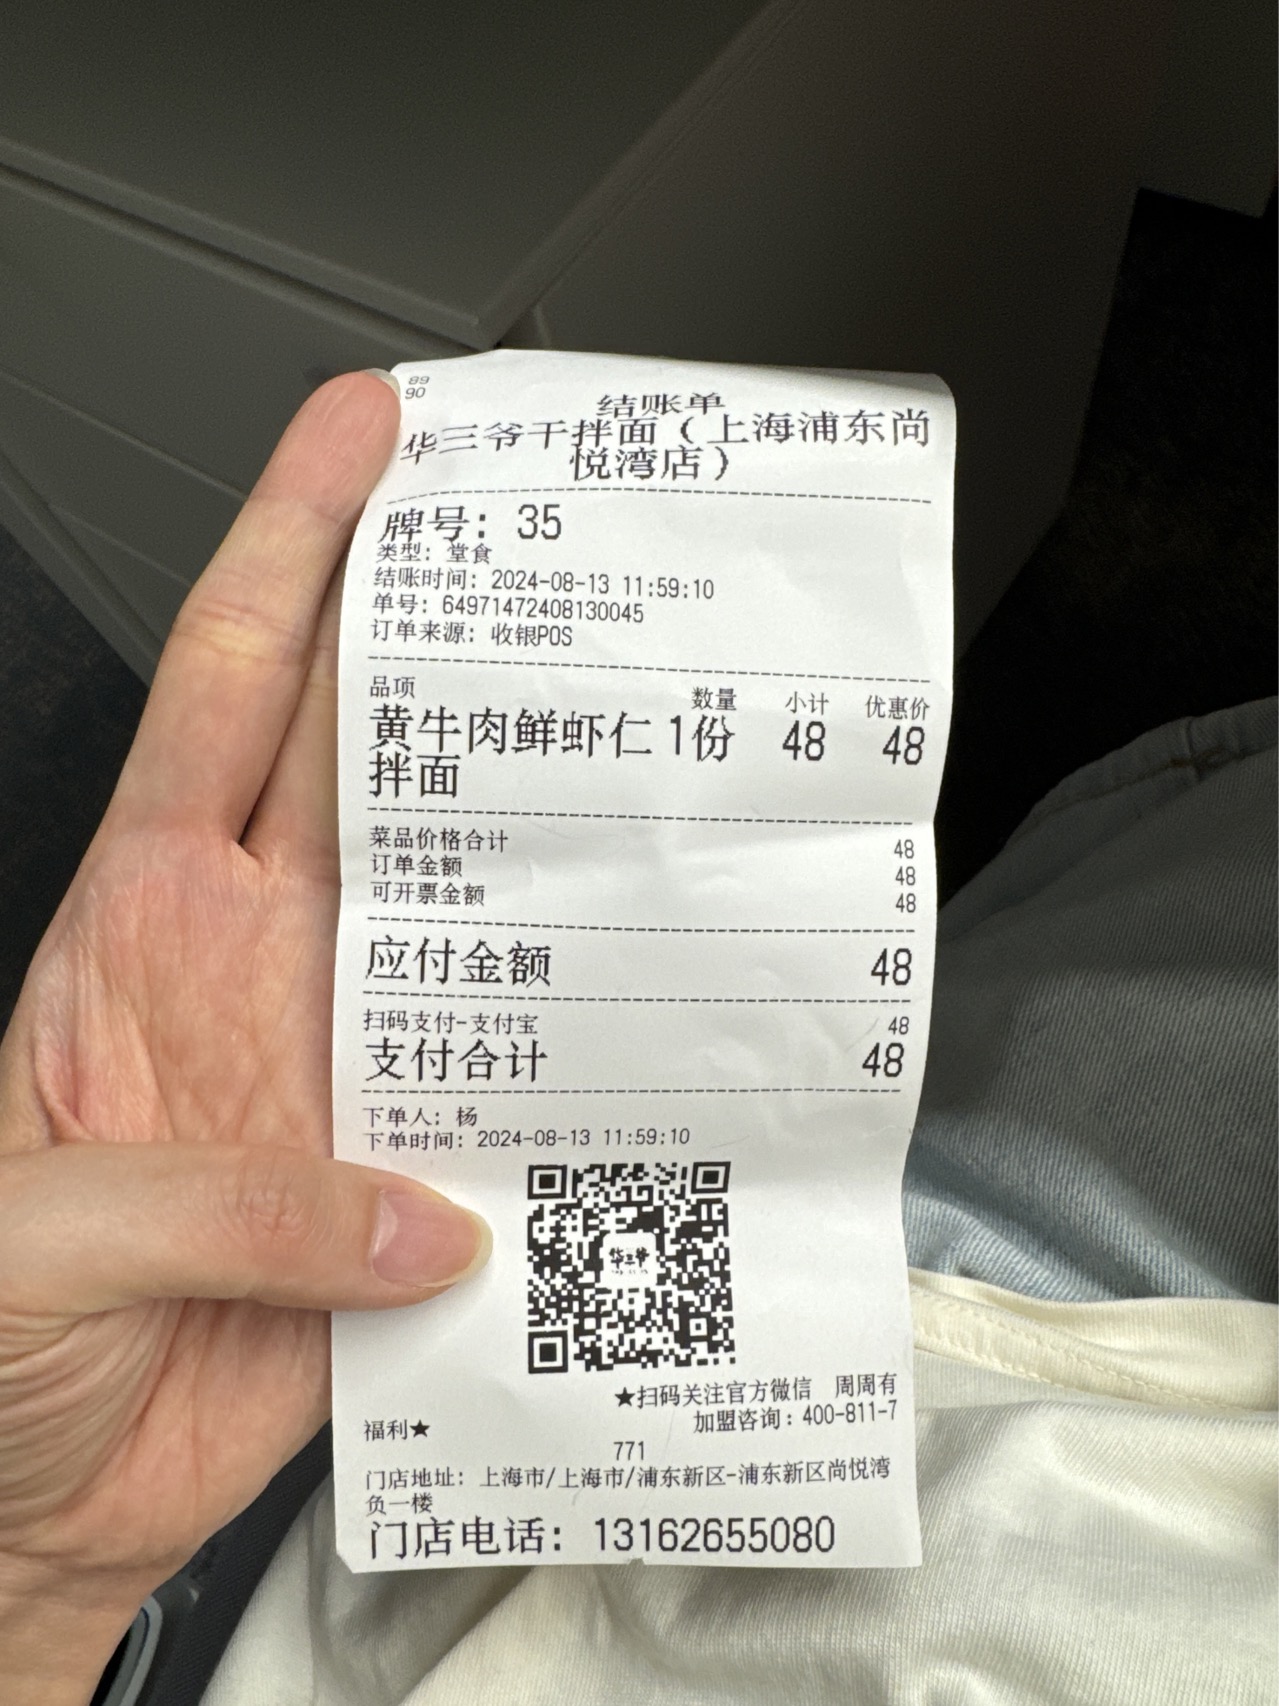 89
90
结账单
华三爷干拌面（上海浦东尚
悦湾店）
牌号：35
类型：堂食
结账时间：2024-08-13 11:59:10
单号：64971472408130045
订单来源：收银POS
品项 数量 小计 优惠价
黄牛肉鲜虾仁 1份 48 48
拌面
菜品价格合计 48
订单金额 48
可开票金额 48
应付金额 48
扫码支付-支付宝 48
支付合计 48
下单人：杨
下单时间：2024-08-13 11:59:10
华三爷
★扫码关注官方微信 周周有
福利★ 加盟咨询：400-811-7
771
门店地址：上海市/上海市/浦东新区-浦东新区尚悦湾
负一楼
门店电话：13162655080